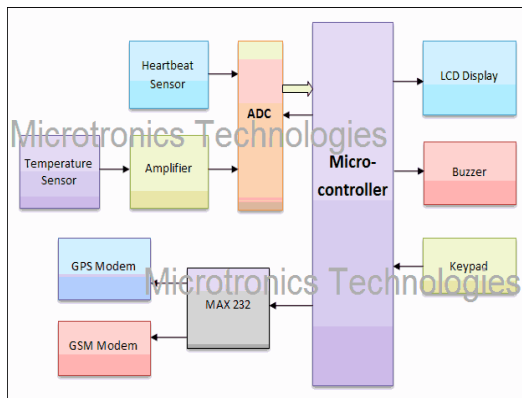 Heartbeat
Sensor
ADC
LCD Display
Microtronics Technologies
Temperature
Sensor
Amplifier
Micro-
controller
Buzzer
GPS Modem
Keypad
Microtronics Technologies
MAX 232
GSM Modem